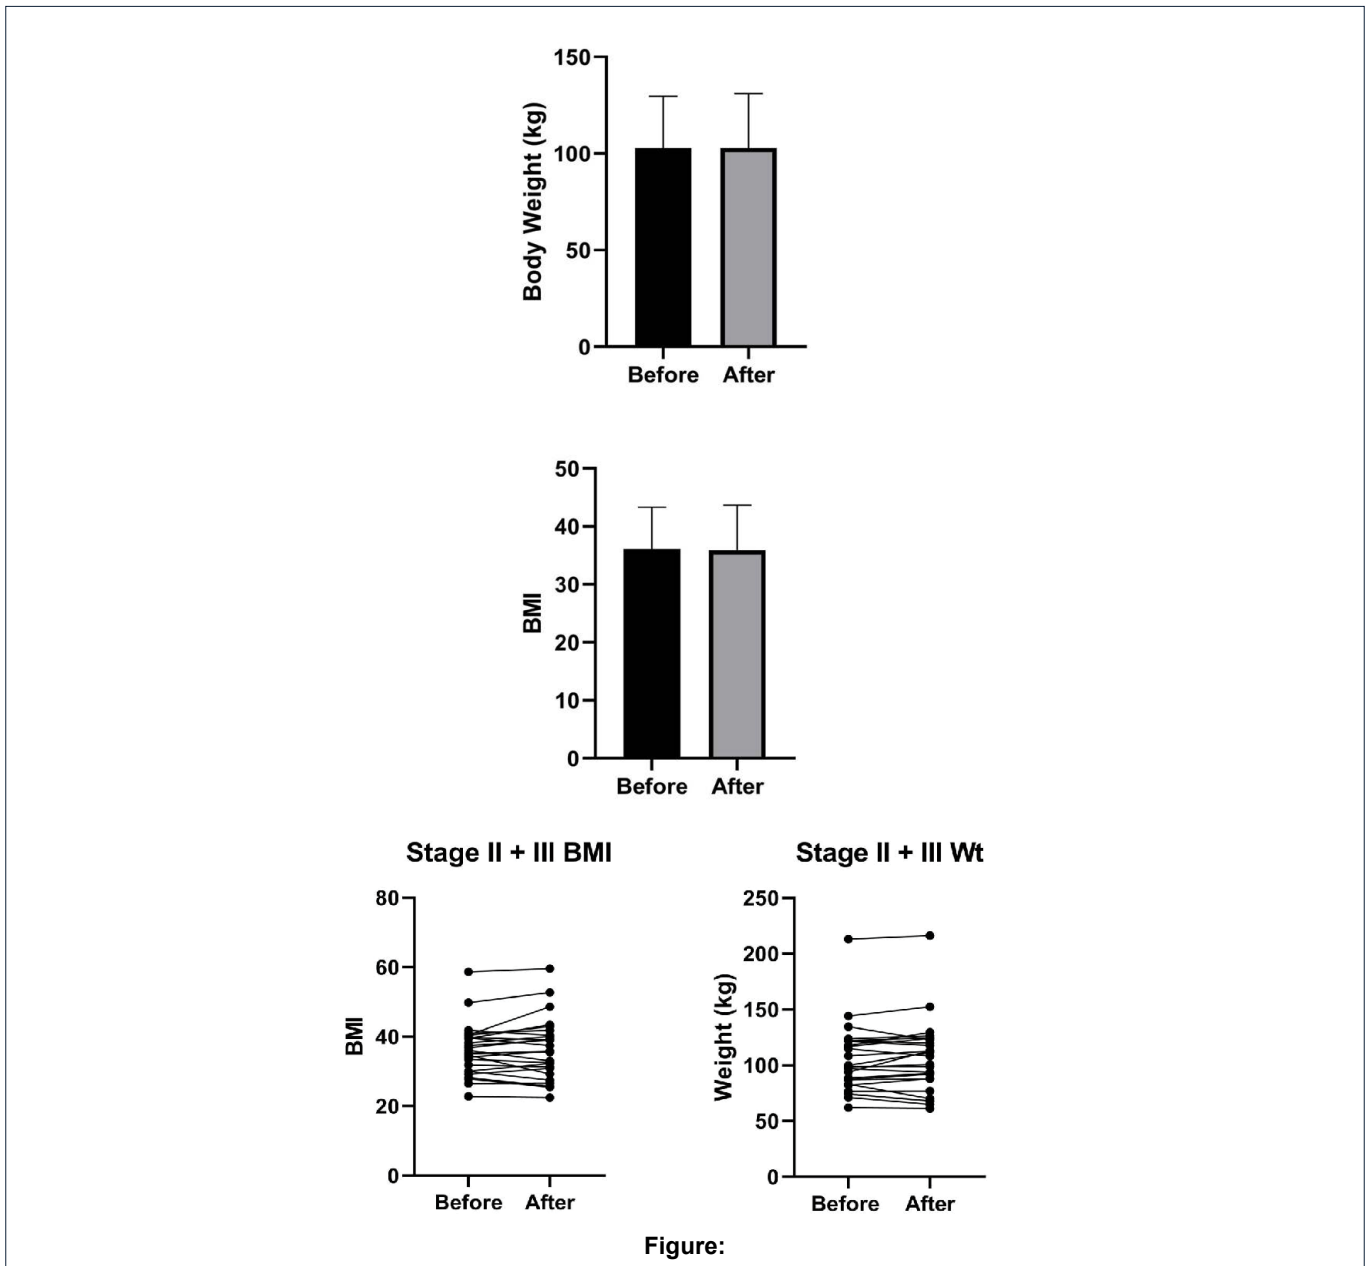 150
100
50
0
Body Weight (kg)
Before After
50
40
30
20
10
0
BMI
Before After
Stage II + III BMI
80
60
40
20
0
BMI
Before After
Stage II + III Wt
250
200
150
100
50
0
Weight (kg)
Before After
Figure: